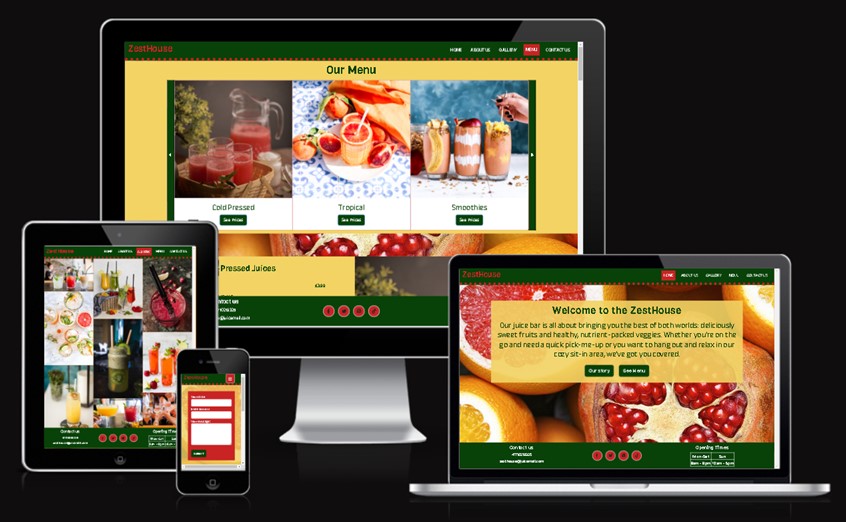 ZestHouse
HOME ABOUT US GALLERY MENU CONTACT US
Our Menu
Cold Pressed Tropical Smoothies
See Prices See Prices See Prices
-Pressed Juices
ZestHouse
HOME GALLERY MENU CONTACT US
Contact us
Opening Times
ZestHouse
HOME ABOUT US GALLERY MENU CONTACT US
Welcome to the ZestHouse
Our juice bar is all about bringing you the best of both worlds: deliciously
sweet fruits and healthy, nutrient-packed veggies. Whether you're on the
go and need a quick pick-me-up or you want to hang out and relax in our
cozy sit-in area, we've got you covered.
Our story See Menu
Contact us
Opening Times
Mon-Sat Sun